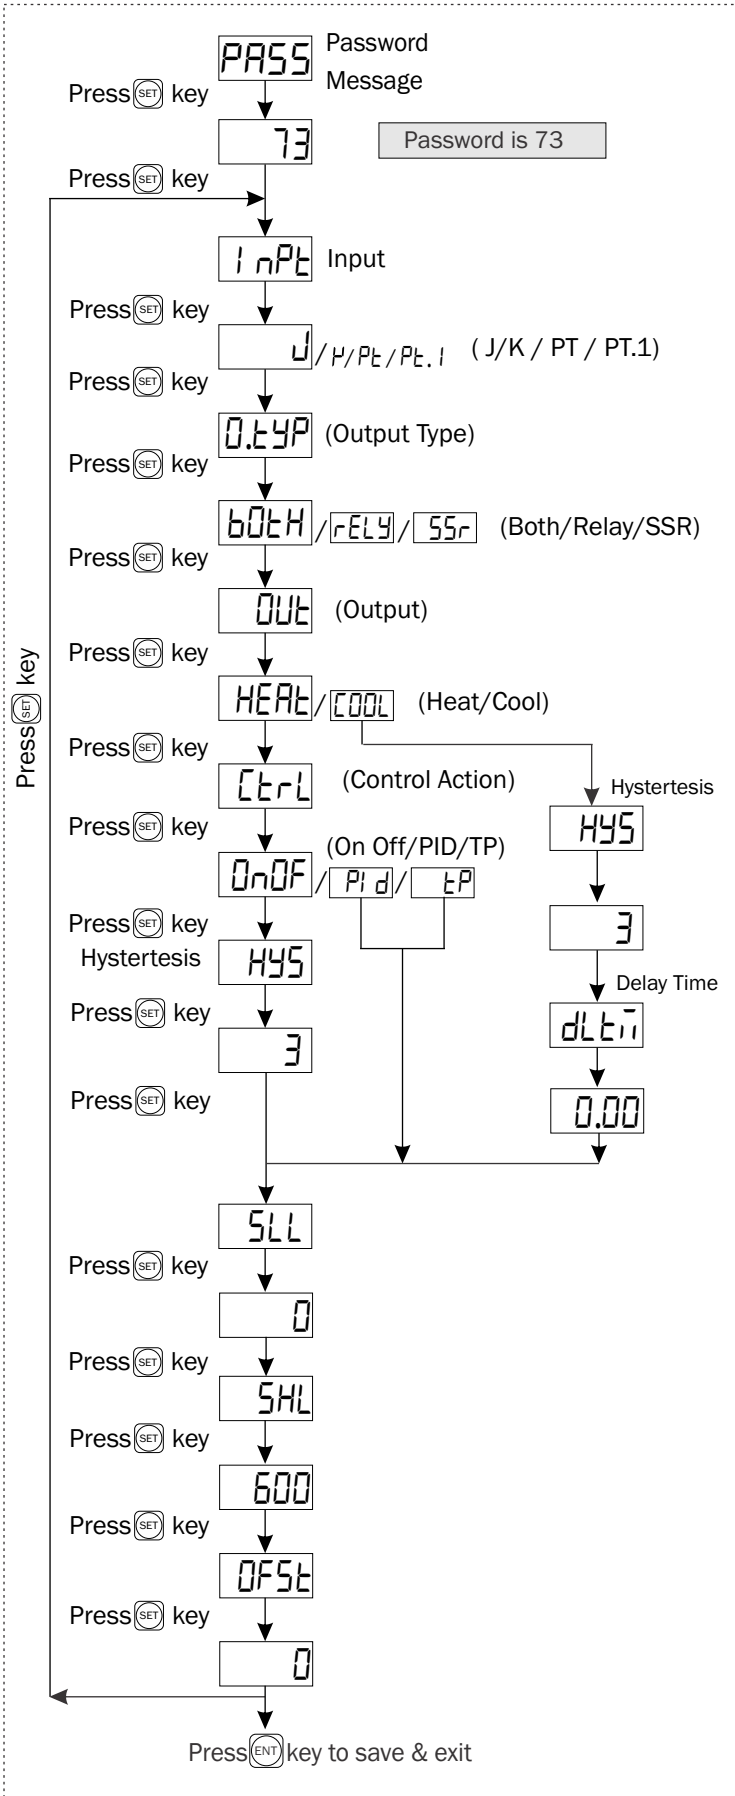 PASS Password
Message
Press SET key
73
Password is 73
Press SET key
InPt Input
Press SET key
J/K/Pt/Pt.1 ( J/K / PT / PT.1)
Press SET key
O.tYP (Output Type)
Press SET key
bOtH/rELY/SSr (Both/Relay/SSR)
Press SET key
OUt (Output)
Press SET key
HEAt/COOL (Heat/Cool)
Press SET key
CtrL (Control Action)
Press SET key
(On Off/PID/TP)
OnOF/PId/tP
Press SET key
Hystertesis HYS
Press SET key
3
Press SET key
Hystertesis
HYS
3
Delay Time
dLtm
0.00
SLL
Press SET key
0
Press SET key
SHL
Press SET key
600
Press SET key
OFSt
Press SET key
0
Press SET key
Press ENT key to save & exit